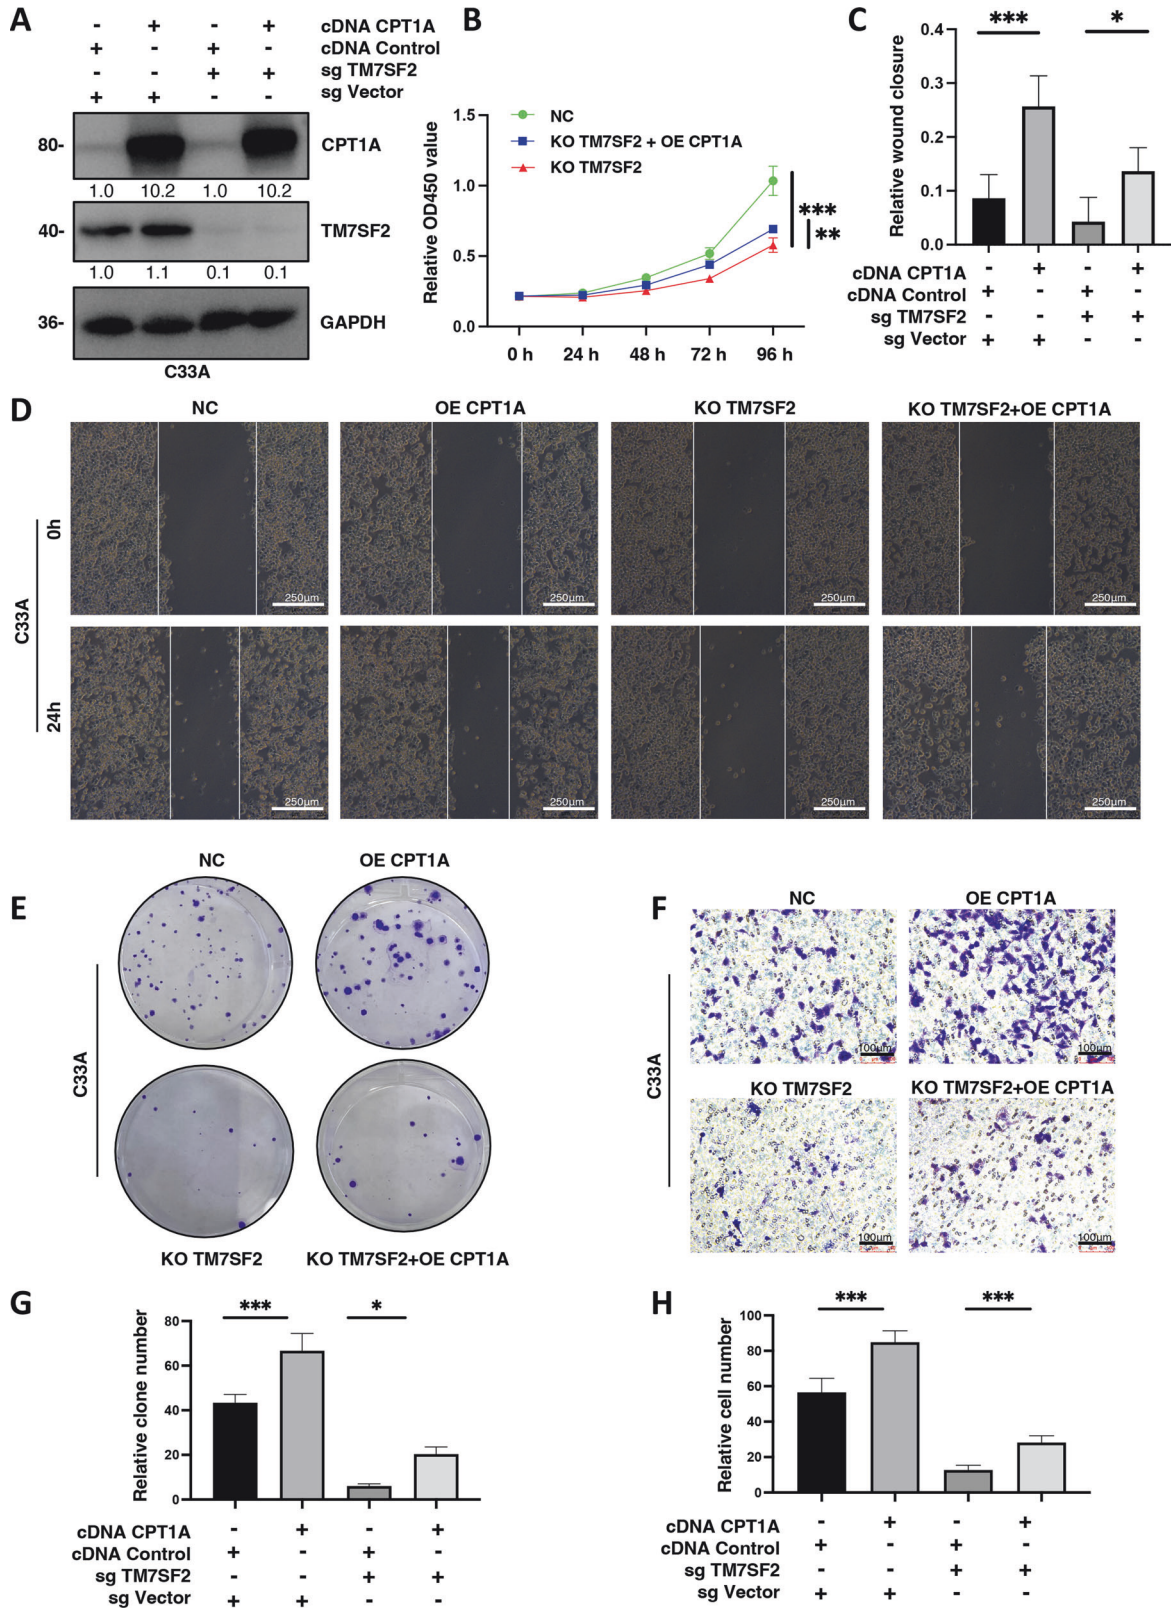 A
- + - + cDNA CPT1A
+ - + - cDNA Control
- - + + sg TM7SF2
+ + - - sg Vector
80- CPT1A
1.0 10.2 1.0 10.2
40- TM7SF2
1.0 1.1 0.1 0.1
36- GAPDH
C33A
B
Relative OD450 value
1.5
1.0
0.5
0.0
NC
KO TM7SF2 + OE CPT1A
KO TM7SF2
***
**
0 h 24 h 48 h 72 h 96 h
C
Relative wound closure
*** *
0.4
0.3
0.2
0.1
0.0
cDNA CPT1A - + - +
cDNA Control + - + -
sg TM7SF2 - - + +
sg Vector + + - -
D
NC OE CPT1A KO TM7SF2 KO TM7SF2+OE CPT1A
C33A
0h
250μm 250μm 250μm 250μm
24h
250μm 250μm 250μm 250μm
E
NC OE CPT1A
C33A
KO TM7SF2 KO TM7SF2+OE CPT1A
F
NC OE CPT1A
100μm 100μm
C33A
KO TM7SF2 KO TM7SF2+OE CPT1A
100μm 100μm
G
Relative clone number
*** *
80
60
40
20
0
cDNA CPT1A - + - +
cDNA Control + - + -
sg TM7SF2 - - + +
sg Vector + + - -
H
Relative cell number
*** ***
100
80
60
40
20
0
cDNA CPT1A - + - +
cDNA Control + - + -
sg TM7SF2 - - + +
sg Vector + + - -